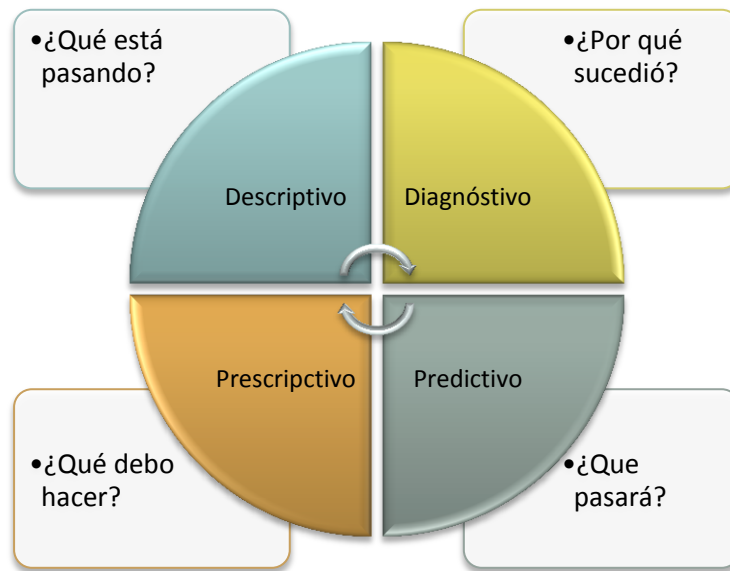 •¿Qué está
pasando?
•¿Por qué
sucedió?
Descriptivo
Diagnóstivo
Prescripctivo
Predictivo
•¿Qué debo
hacer?
•¿Que
pasará?